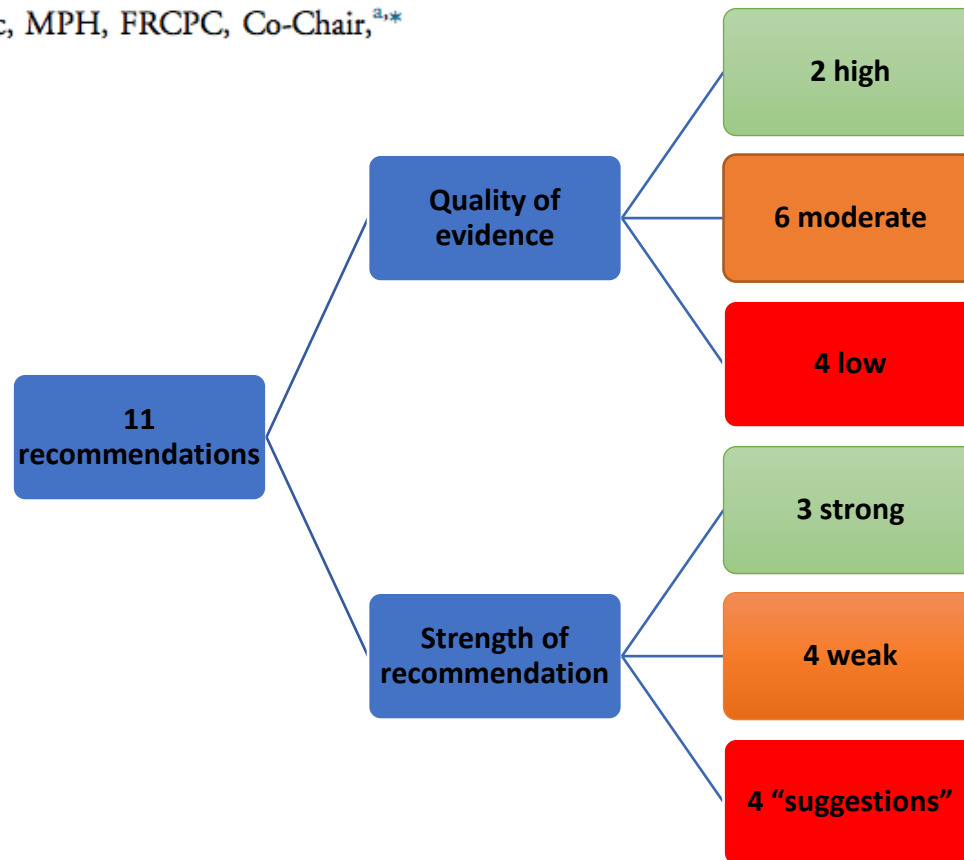 c, MPH, FRCPC, Co-Chair,a,*
2 high
Quality of
evidence
6 moderate
4 low
11
recommendations
3 strong
Strength of
recommendation
4 weak
4 “suggestions”